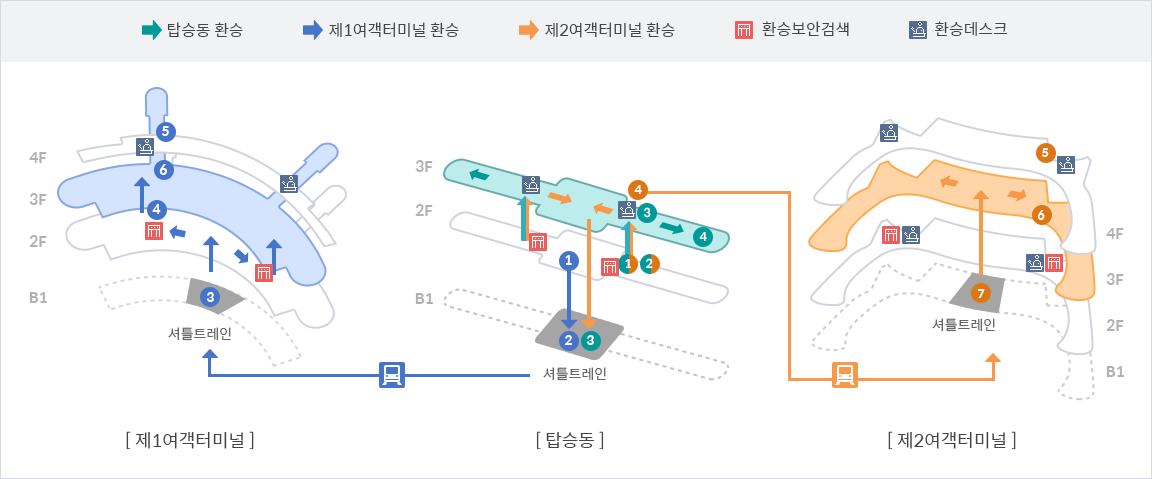 탑승동 환승
제1여객터미널 환승
제2여객터미널 환승
환승보안검색
환승데스크
4F
3F
2F
B1
5
6
4
3
셔틀트레인
[ 제1여객터미널 ]
3F
2F
B1
4
3
4
1
1
2
2
3
셔틀트레인
[ 탑승동 ]
5
6
7
셔틀트레인
4F
3F
2F
B1
[ 제2여객터미널 ]